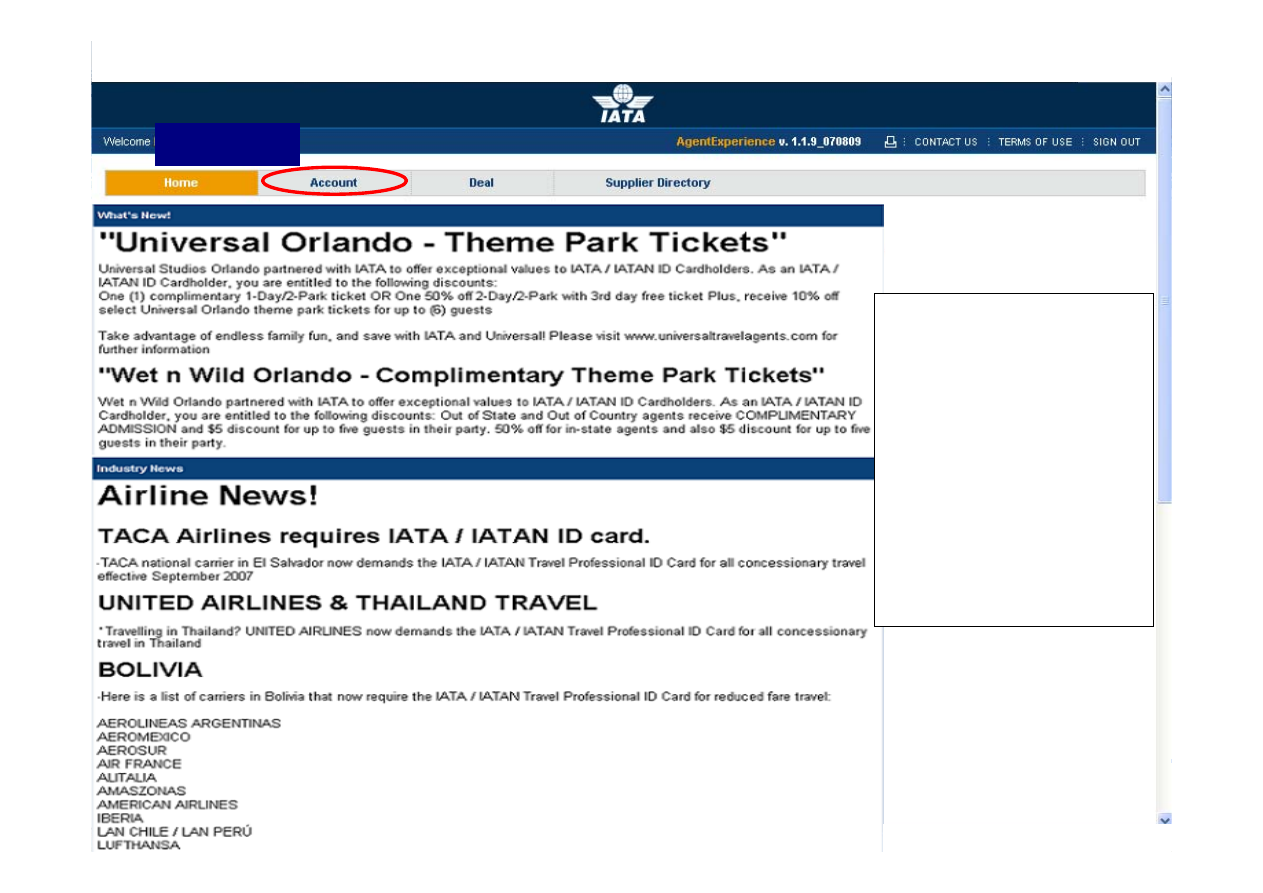 IATA
Welcome
AgentExperience v. 1.1.9_070809
CONTACT US
TERMS OF USE
SIGN OUT
Home
Account
Deal
Supplier Directory
What's New!
"Universal Orlando - Theme Park Tickets"
Universal Studios Orlando partnered with IATA to offer exceptional values to IATA / IATAN ID Cardholders. As an IATA /
IATAN ID Cardholder, you are entitled to the following discounts:
One (1) complimentary 1-Day/2-Park ticket OR One 50% off 2-Day/2-Park with 3rd day free ticket Plus, receive 10% off
select Universal Orlando theme park tickets for up to (6) guests
Take advantage of endless family fun, and save with IATA and Universal! Please visit www.universaltravelagents.com for
further information
"Wet n Wild Orlando - Complimentary Theme Park Tickets"
Wet n Wild Orlando partnered with IATA to offer exceptional values to IATA / IATAN ID Cardholders. As an IATA / IATAN ID
Cardholder, you are entitled to the following discounts: Out of State and Out of Country agents receive COMPLIMENTARY
ADMISSION and $5 discount for up to five guests in their party. 50% off for in-state agents and also $5 discount for up to five
guests in their party.
Industry News
Airline News!
TACA Airlines requires IATA / IATAN ID card.
-TACA national carrier in El Salvador now demands the IATA / IATAN Travel Professional ID Card for all concessionary travel
effective September 2007
UNITED AIRLINES & THAILAND TRAVEL
*Travelling in Thailand? UNITED AIRLINES now demands the IATA / IATAN Travel Professional ID Card for all concessionary
travel in Thailand
BOLIVIA
-Here is a list of carriers in Bolivia that now require the IATA / IATAN Travel Professional ID Card for reduced fare travel:
AEROLINEAS ARGENTINAS
AEROMEXICO
AEROSUR
AIR FRANCE
ALITALIA
AMASZONAS
AMERICAN AIRLINES
IBERIA
LAN CHILE / LAN PERÚ
LUFTHANSA